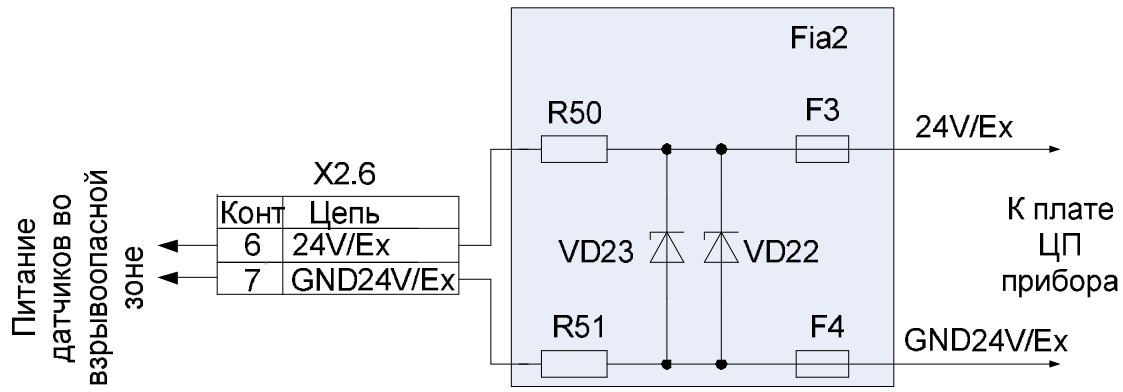 Fia2
R50
F3
24V/Ex
X2.6
Конт Цепь
6 24V/Ex
7 GND24V/Ex
Питание
датчиков во
взрывоопасной
зоне
VD23
VD22
К плате
ЦП
прибора
R51
F4
GND24V/Ex